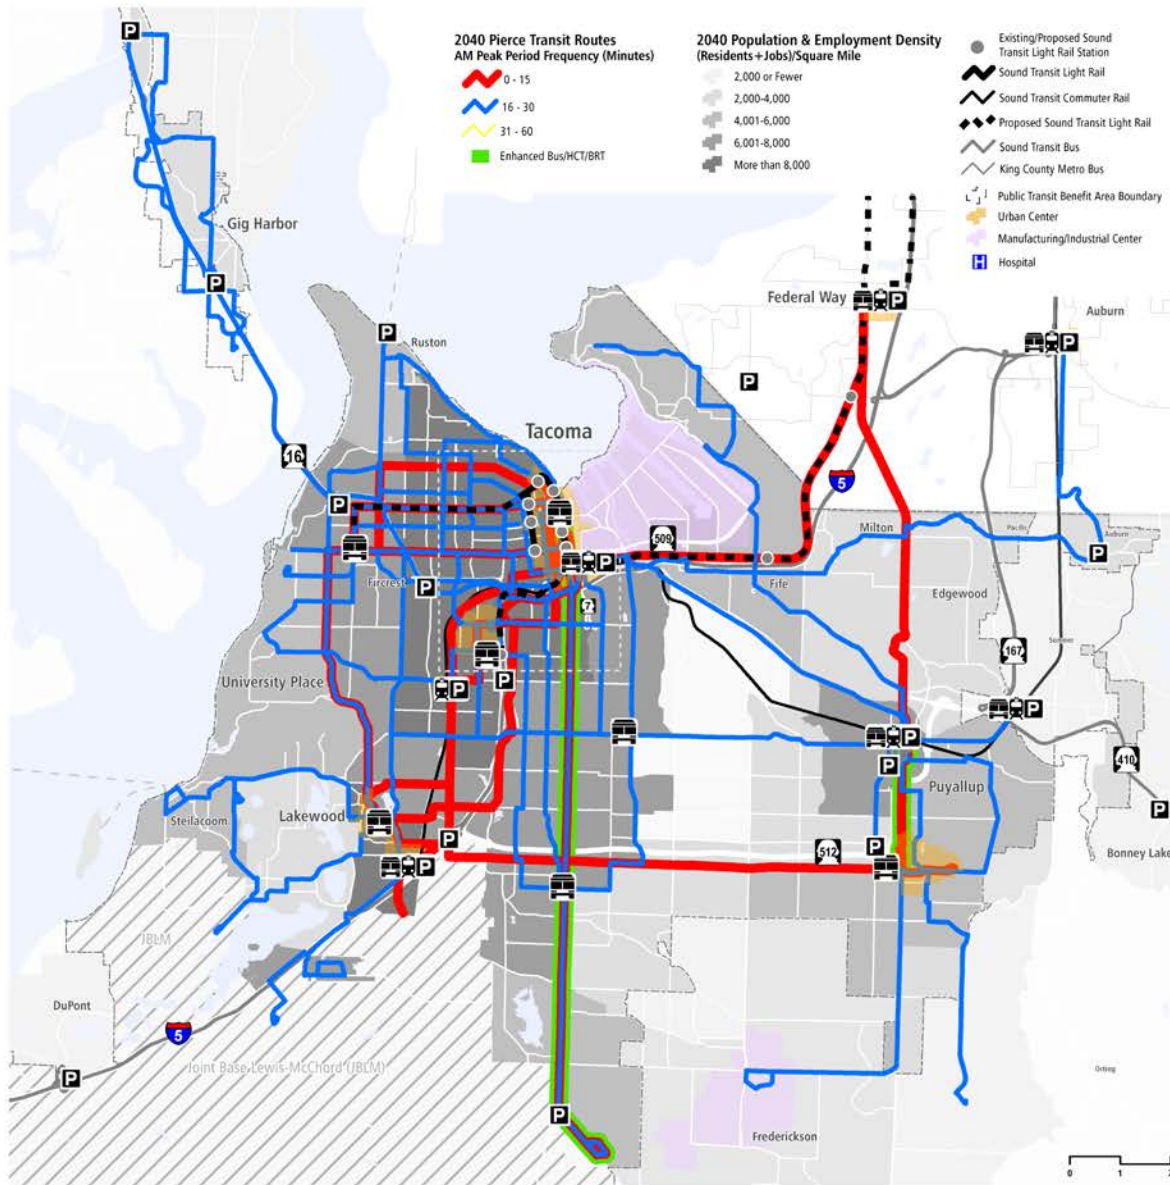 2040 Pierce Transit Routes
AM Peak Period Frequency (Minutes)
0 - 15
16 - 30
31 - 60
Enhanced Bus/HCT/BRT
2040 Population & Employment Density
(Residents+Jobs)/Square Mile
2,000 or Fewer
2,000-4,000
4,001-6,000
6,001-8,000
More than 8,000
Existing/Proposed Sound
Transit Light Rail Station
Sound Transit Light Rail
Sound Transit Commuter Rail
Proposed Sound Transit Light Rail
Sound Transit Bus
King County Metro Bus
Public Transit Benefit Area Boundary
Urban Center
Manufacturing/Industrial Center
H Hospital
P
Gig Harbor
P
Federal Way
P
Auburn
P
P
Ruston
P
Tacoma
16
5
P
Milton
Pacific
Auburn
509
P
P
Fircrest
P
Fife
Edgewood
7
167
Sumner
University Place
P
P
P
P
P
410
Puyallup
Steilacoom
Lakewood
P
P
P
512
P
P
Bonney Lake
JBLM
DuPont
5
Joint Base Lewis-McChord (JBLM)
P
Orting
P
Frederickson
0 1 2